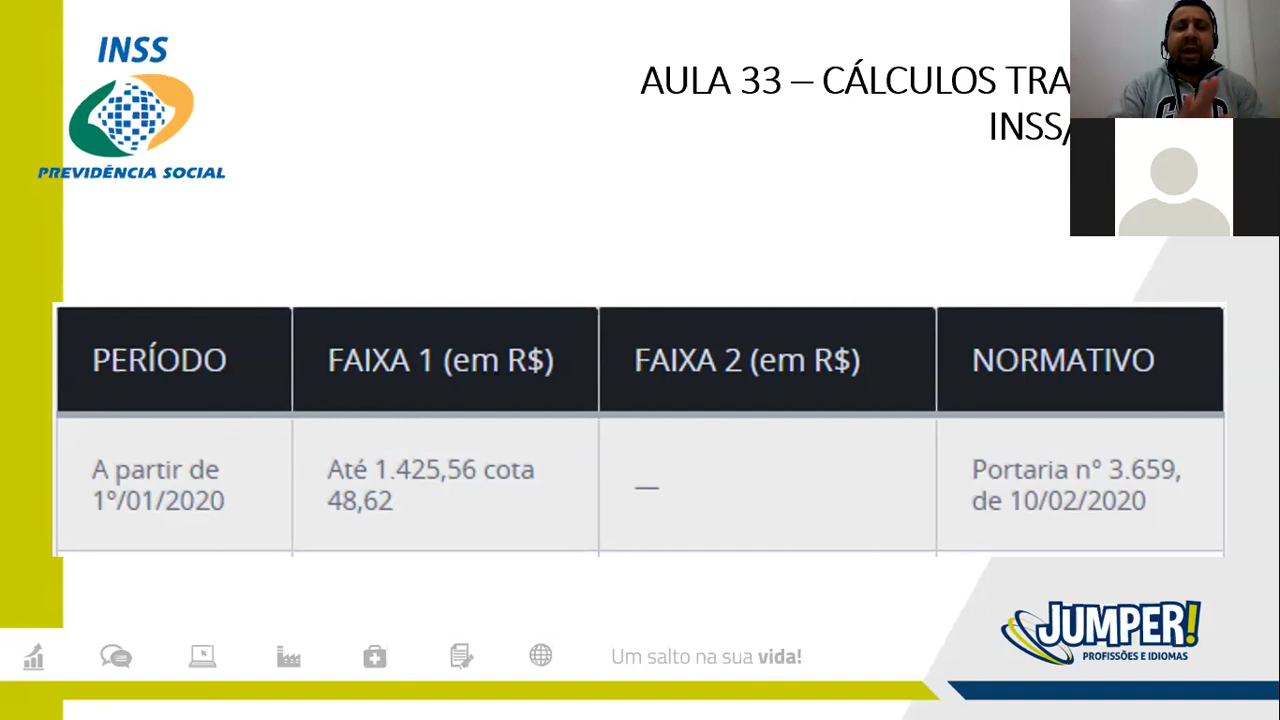 INSS
PREVIDÊNCIA SOCIAL
AULA 33 – CÁLCULOS
INSS/
PERÍODO
FAIXA 1 (em R$)
FAIXA 2 (em R$)
NORMATIVO
A partir de
1º/01/2020
Até 1.425,56 cota
48,62
—
Portaria n° 3.659,
de 10/02/2020
Um salto na sua vida!
JUMPER!
PROFISSÕES E IDIOMAS